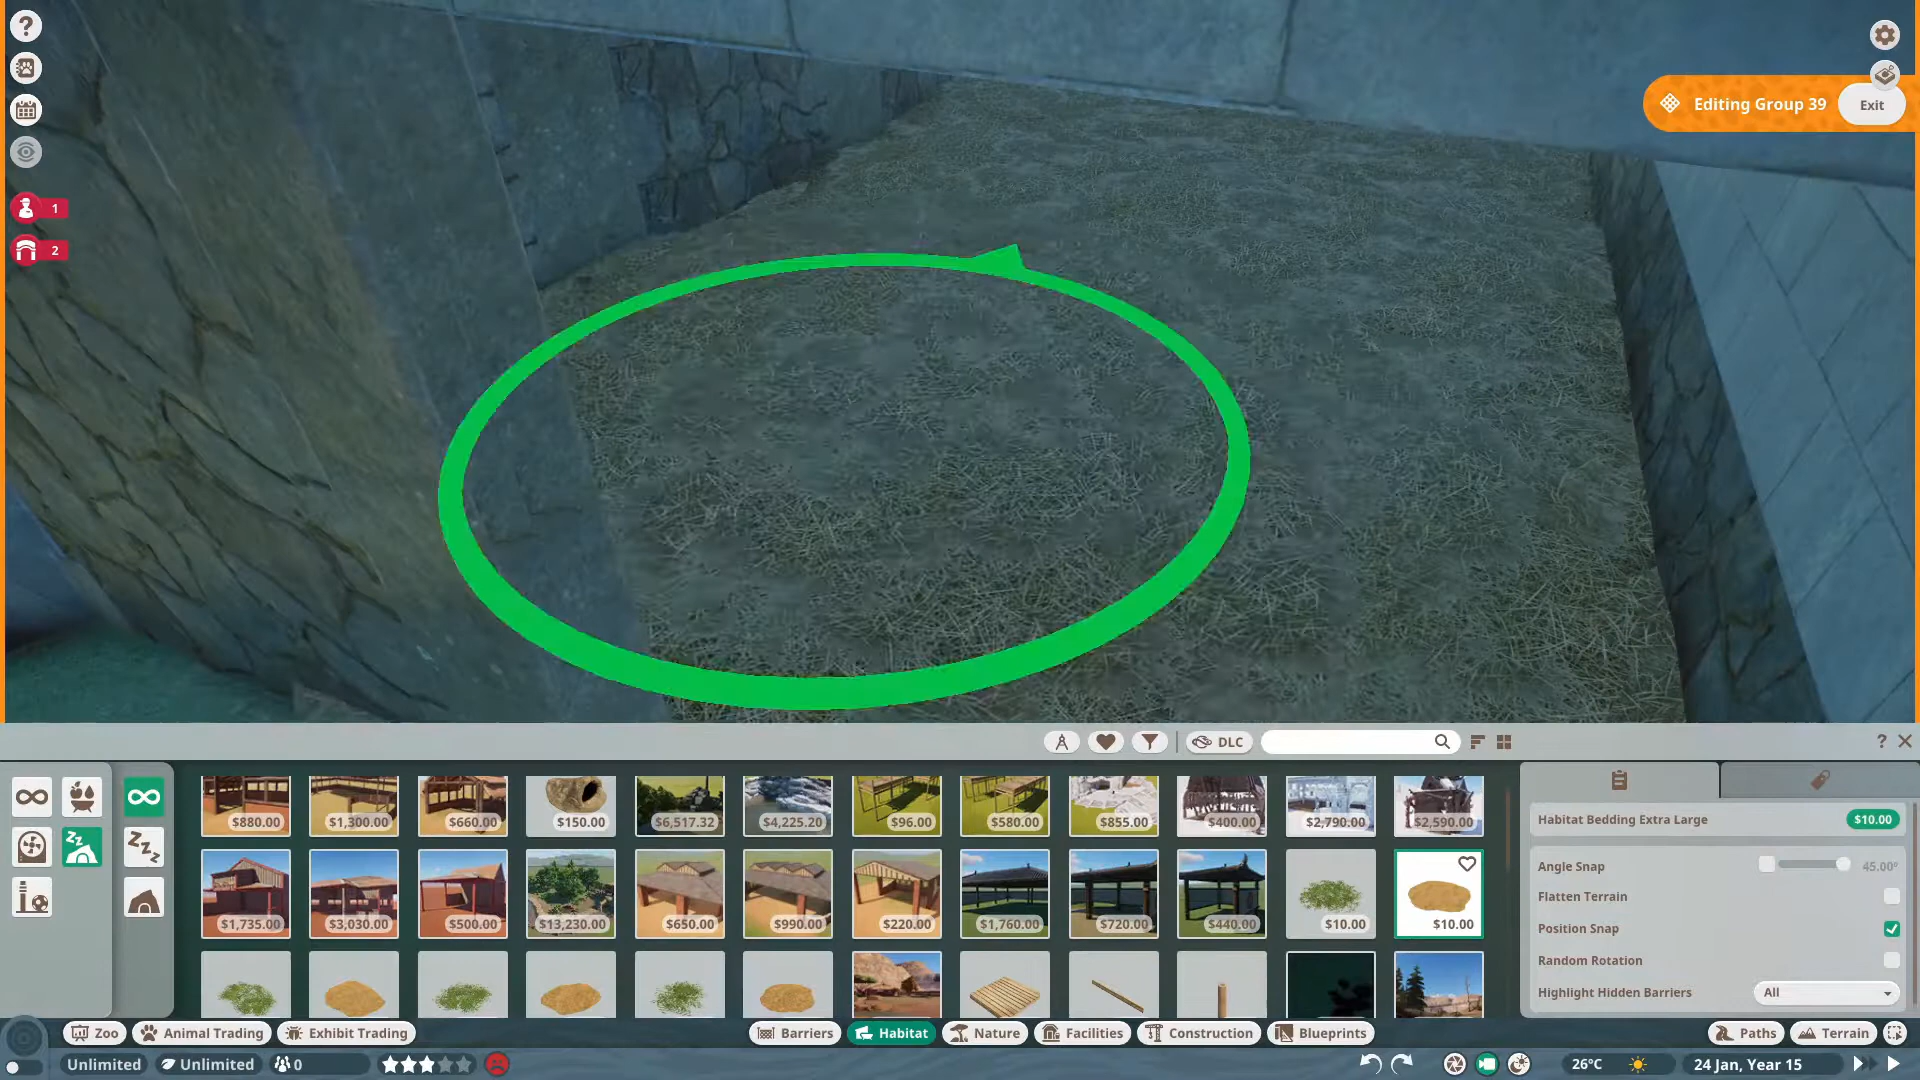 Editing Group 39
Exit
1
2
DLC
$880.00
$1,300.00
$660.00
$150.00
$6,517.32
$4,225.20
$96.00
$580.00
$855.00
$400.00
$2,790.00
$2,590.00
$1,735.00
$3,030.00
$500.00
$13,230.00
$650.00
$990.00
$220.00
$1,760.00
$720.00
$440.00
$10.00
$10.00
Habitat Bedding Extra Large
$10.00
Angle Snap
45.00°
Flatten Terrain
Position Snap
Random Rotation
Highlight Hidden Barriers
All
Zoo
Animal Trading
Exhibit Trading
Barriers
Habitat
Nature
Facilities
Construction
Blueprints
Paths
Terrain
Unlimited
Unlimited
0
26°C
24 Jan, Year 15